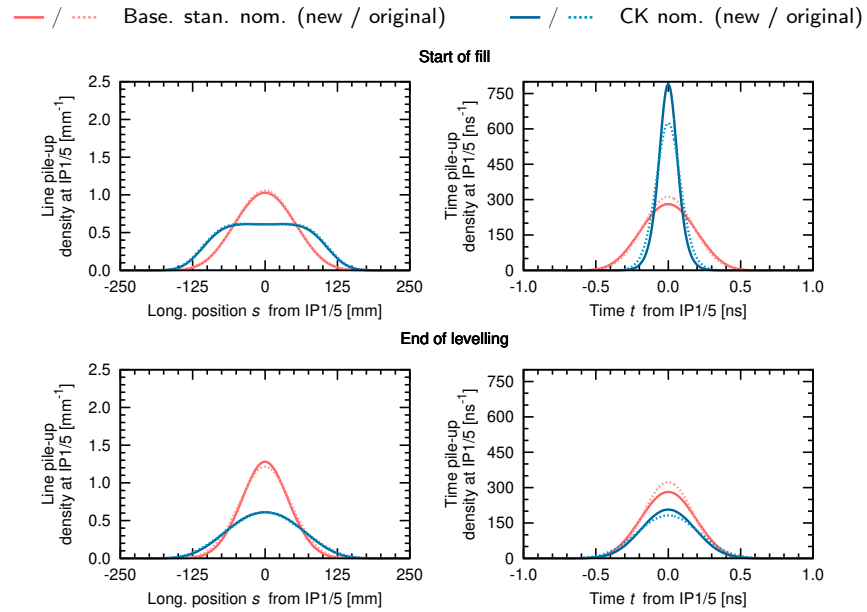 / Base. stan. nom. (new / original) / CK nom. (new / original)
Start of fill
Line pile-up
density at IP1/5 [mm⁻¹]
2.5
2.0
1.5
1.0
0.5
0.0
-250 -125 0 125 250
Long. position s from IP1/5 [mm]
Time pile-up
density at IP1/5 [ns⁻¹]
750
600
450
300
150
0
-1.0 -0.5 0.0 0.5 1.0
Time t from IP1/5 [ns]
End of levelling
Line pile-up
density at IP1/5 [mm⁻¹]
2.5
2.0
1.5
1.0
0.5
0.0
-250 -125 0 125 250
Long. position s from IP1/5 [mm]
Time pile-up
density at IP1/5 [ns⁻¹]
750
600
450
300
150
0
-1.0 -0.5 0.0 0.5 1.0
Time t from IP1/5 [ns]